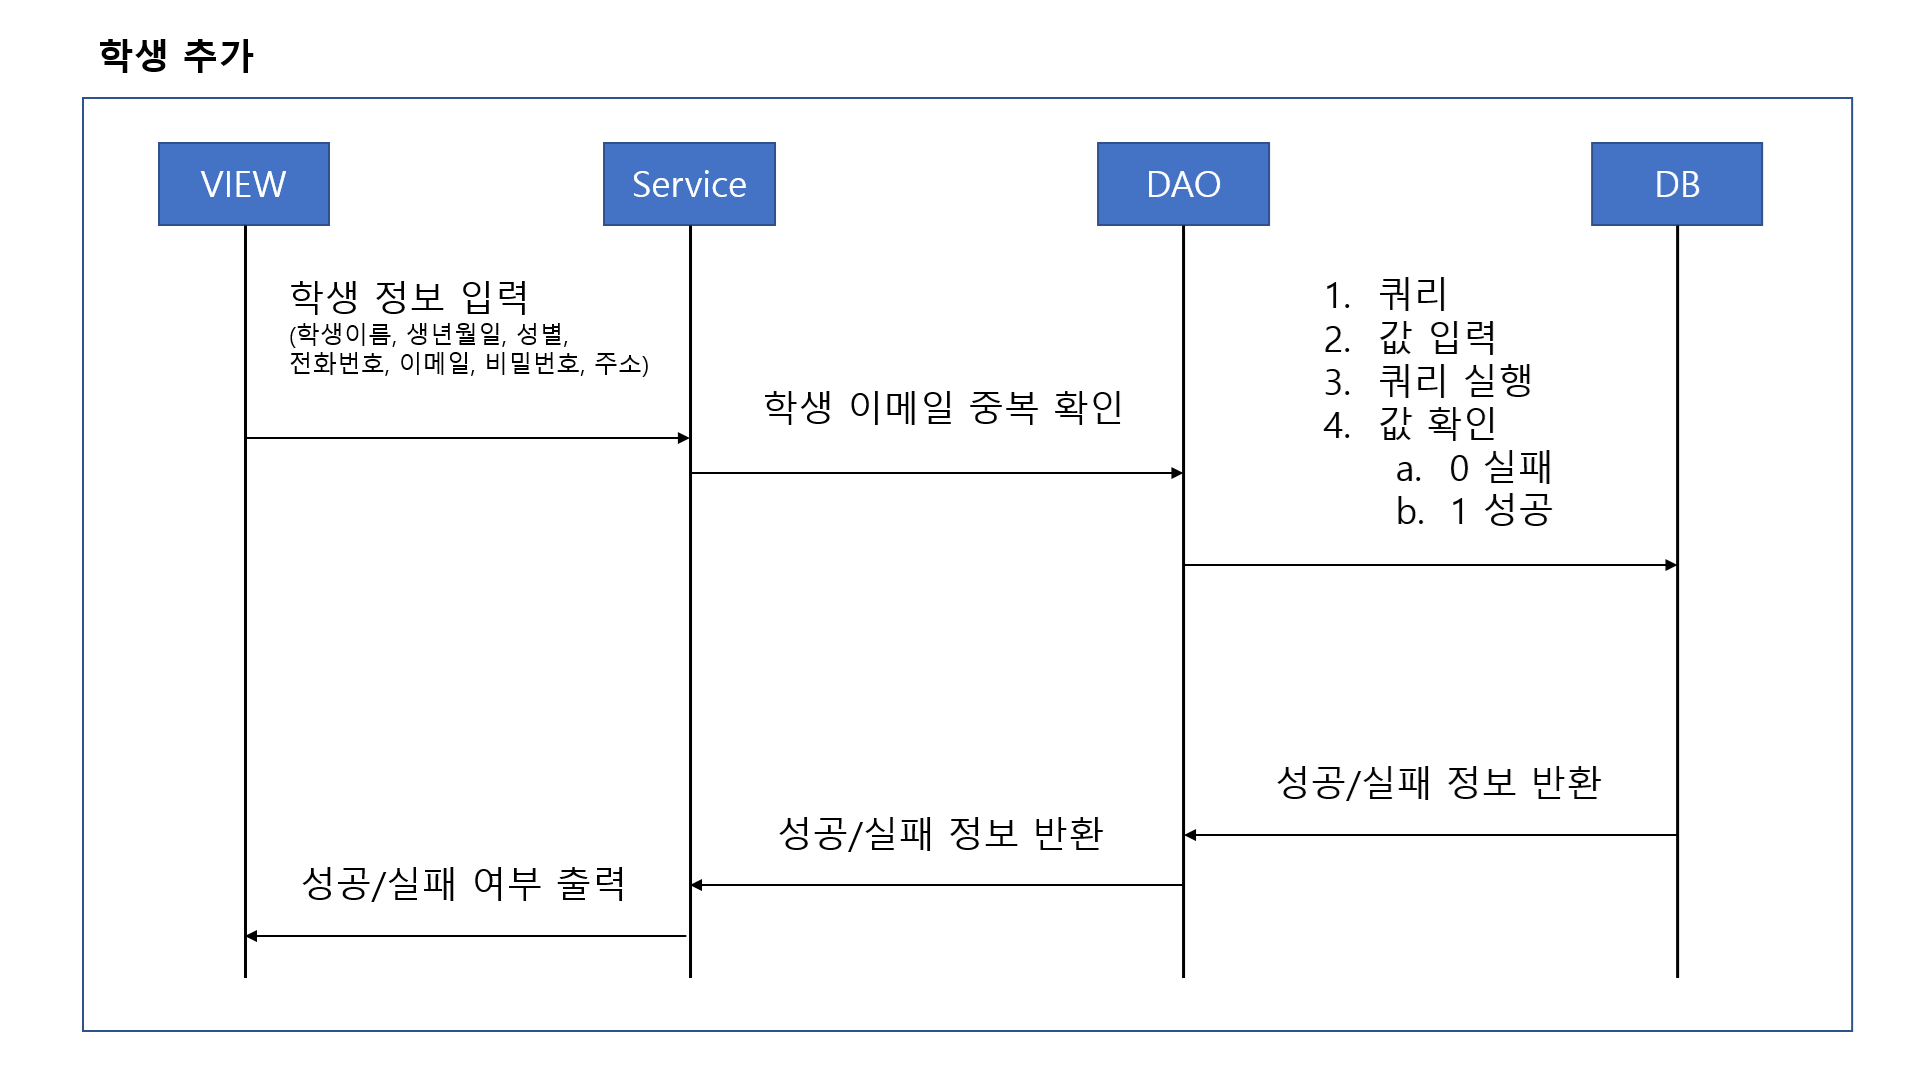 학생 추가
VIEW
Service
DAO
DB
학생 정보 입력
(학생이름, 생년월일, 성별,
전화번호, 이메일, 비밀번호, 주소)
학생 이메일 중복 확인
1. 쿼리
2. 값 입력
3. 쿼리 실행
4. 값 확인
a. 0 실패
b. 1 성공
성공/실패 정보 반환
성공/실패 정보 반환
성공/실패 여부 출력